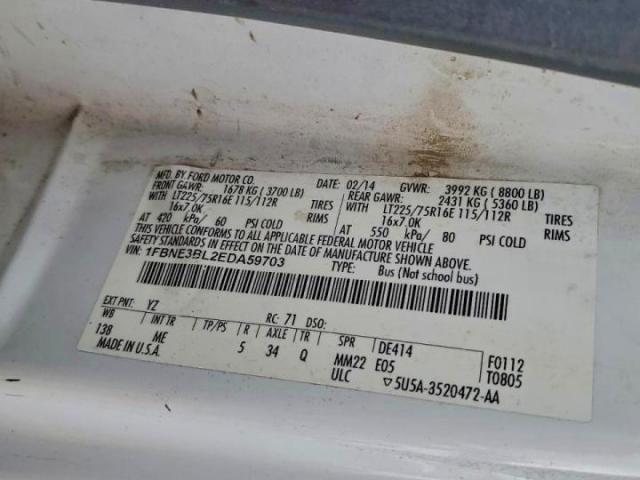 MFD. BY FORD MOTOR CO. DATE: 02/14 GVWR: 3992 KG ( 8800 LB)
FRONT GAWR: 1678 KG ( 3700 LB) REAR GAWR: 2431 KG ( 5360 LB)
WITH LT225/75R16E 115/112R TIRES WITH LT225/75R16E 115/112R TIRES
16x7.0K RIMS 16x7.0K RIMS
AT 420 kPa/ 60 PSI COLD AT 550 kPa/ 80 PSI COLD
THIS VEHICLE CONFORMS TO ALL APPLICABLE FEDERAL MOTOR VEHICLE
SAFETY STANDARDS IN EFFECT ON THE DATE OF MANUFACTURE SHOWN ABOVE.
VIN: 1FBNE3BL2EDA59703
TYPE: Bus (Not school bus)
EXT PNT: YZ RC: 71 DSO:
WB INT TR TP/PS R AXLE TR SPR DE414 F0112
138 ME 5 34 Q MM22 E05 T0805
MADE IN U.S.A. ULC ▽5U5A-3520472-AA